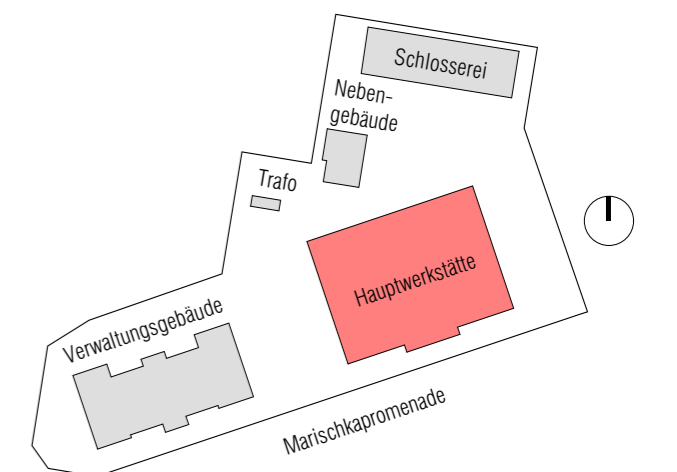 Schlosserei
Neben-
gebäude
Trafo
Hauptwerkstätte
Verwaltungsgebäude
Marischkapromenade